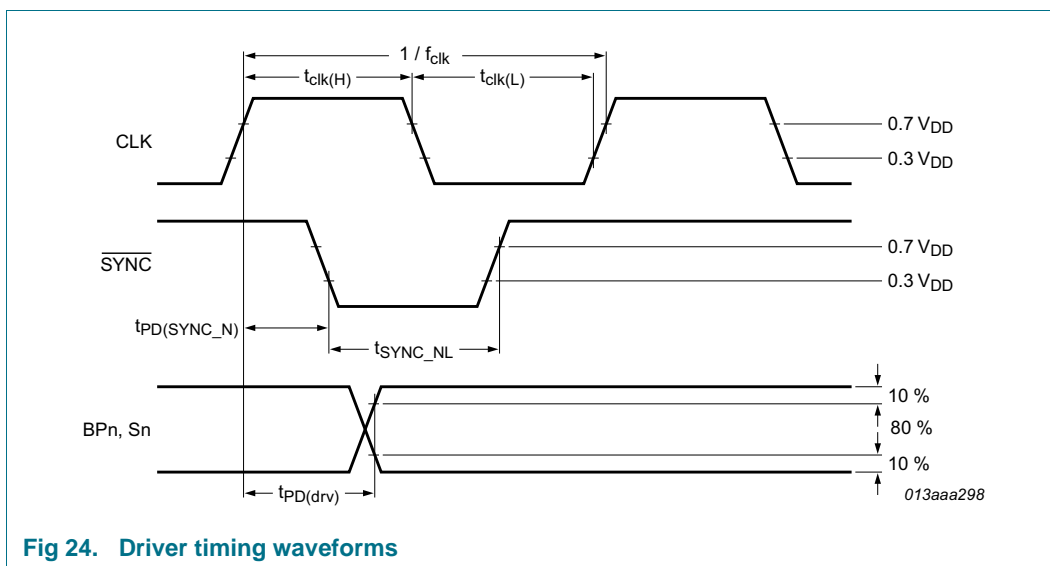 1 / fclk
tclk(H)
tclk(L)
CLK
0.7 VDD
0.3 VDD
SYNC
0.7 VDD
0.3 VDD
tPD(SYNC_N)
tSYNC_NL
BPn, Sn
10 %
80 %
10 %
tPD(drv)
013aaa298
Fig 24. Driver timing waveforms